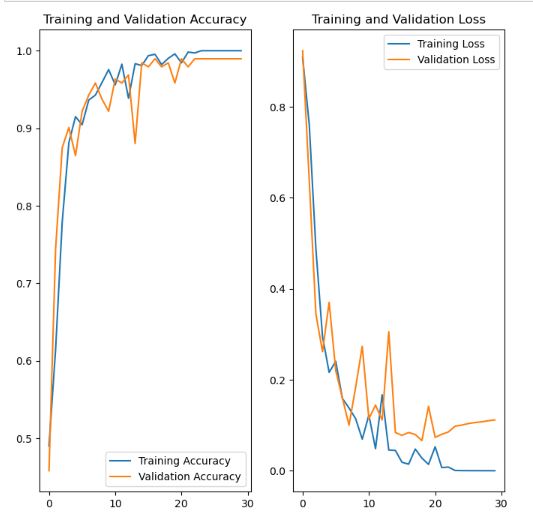 Training and Validation Accuracy
1.0
0.9
0.8
0.7
0.6
0.5
0 10 20 30
Training Accuracy
Validation Accuracy
Training and Validation Loss
0.8
0.6
0.4
0.2
0.0
0 10 20 30
Training Loss
Validation Loss